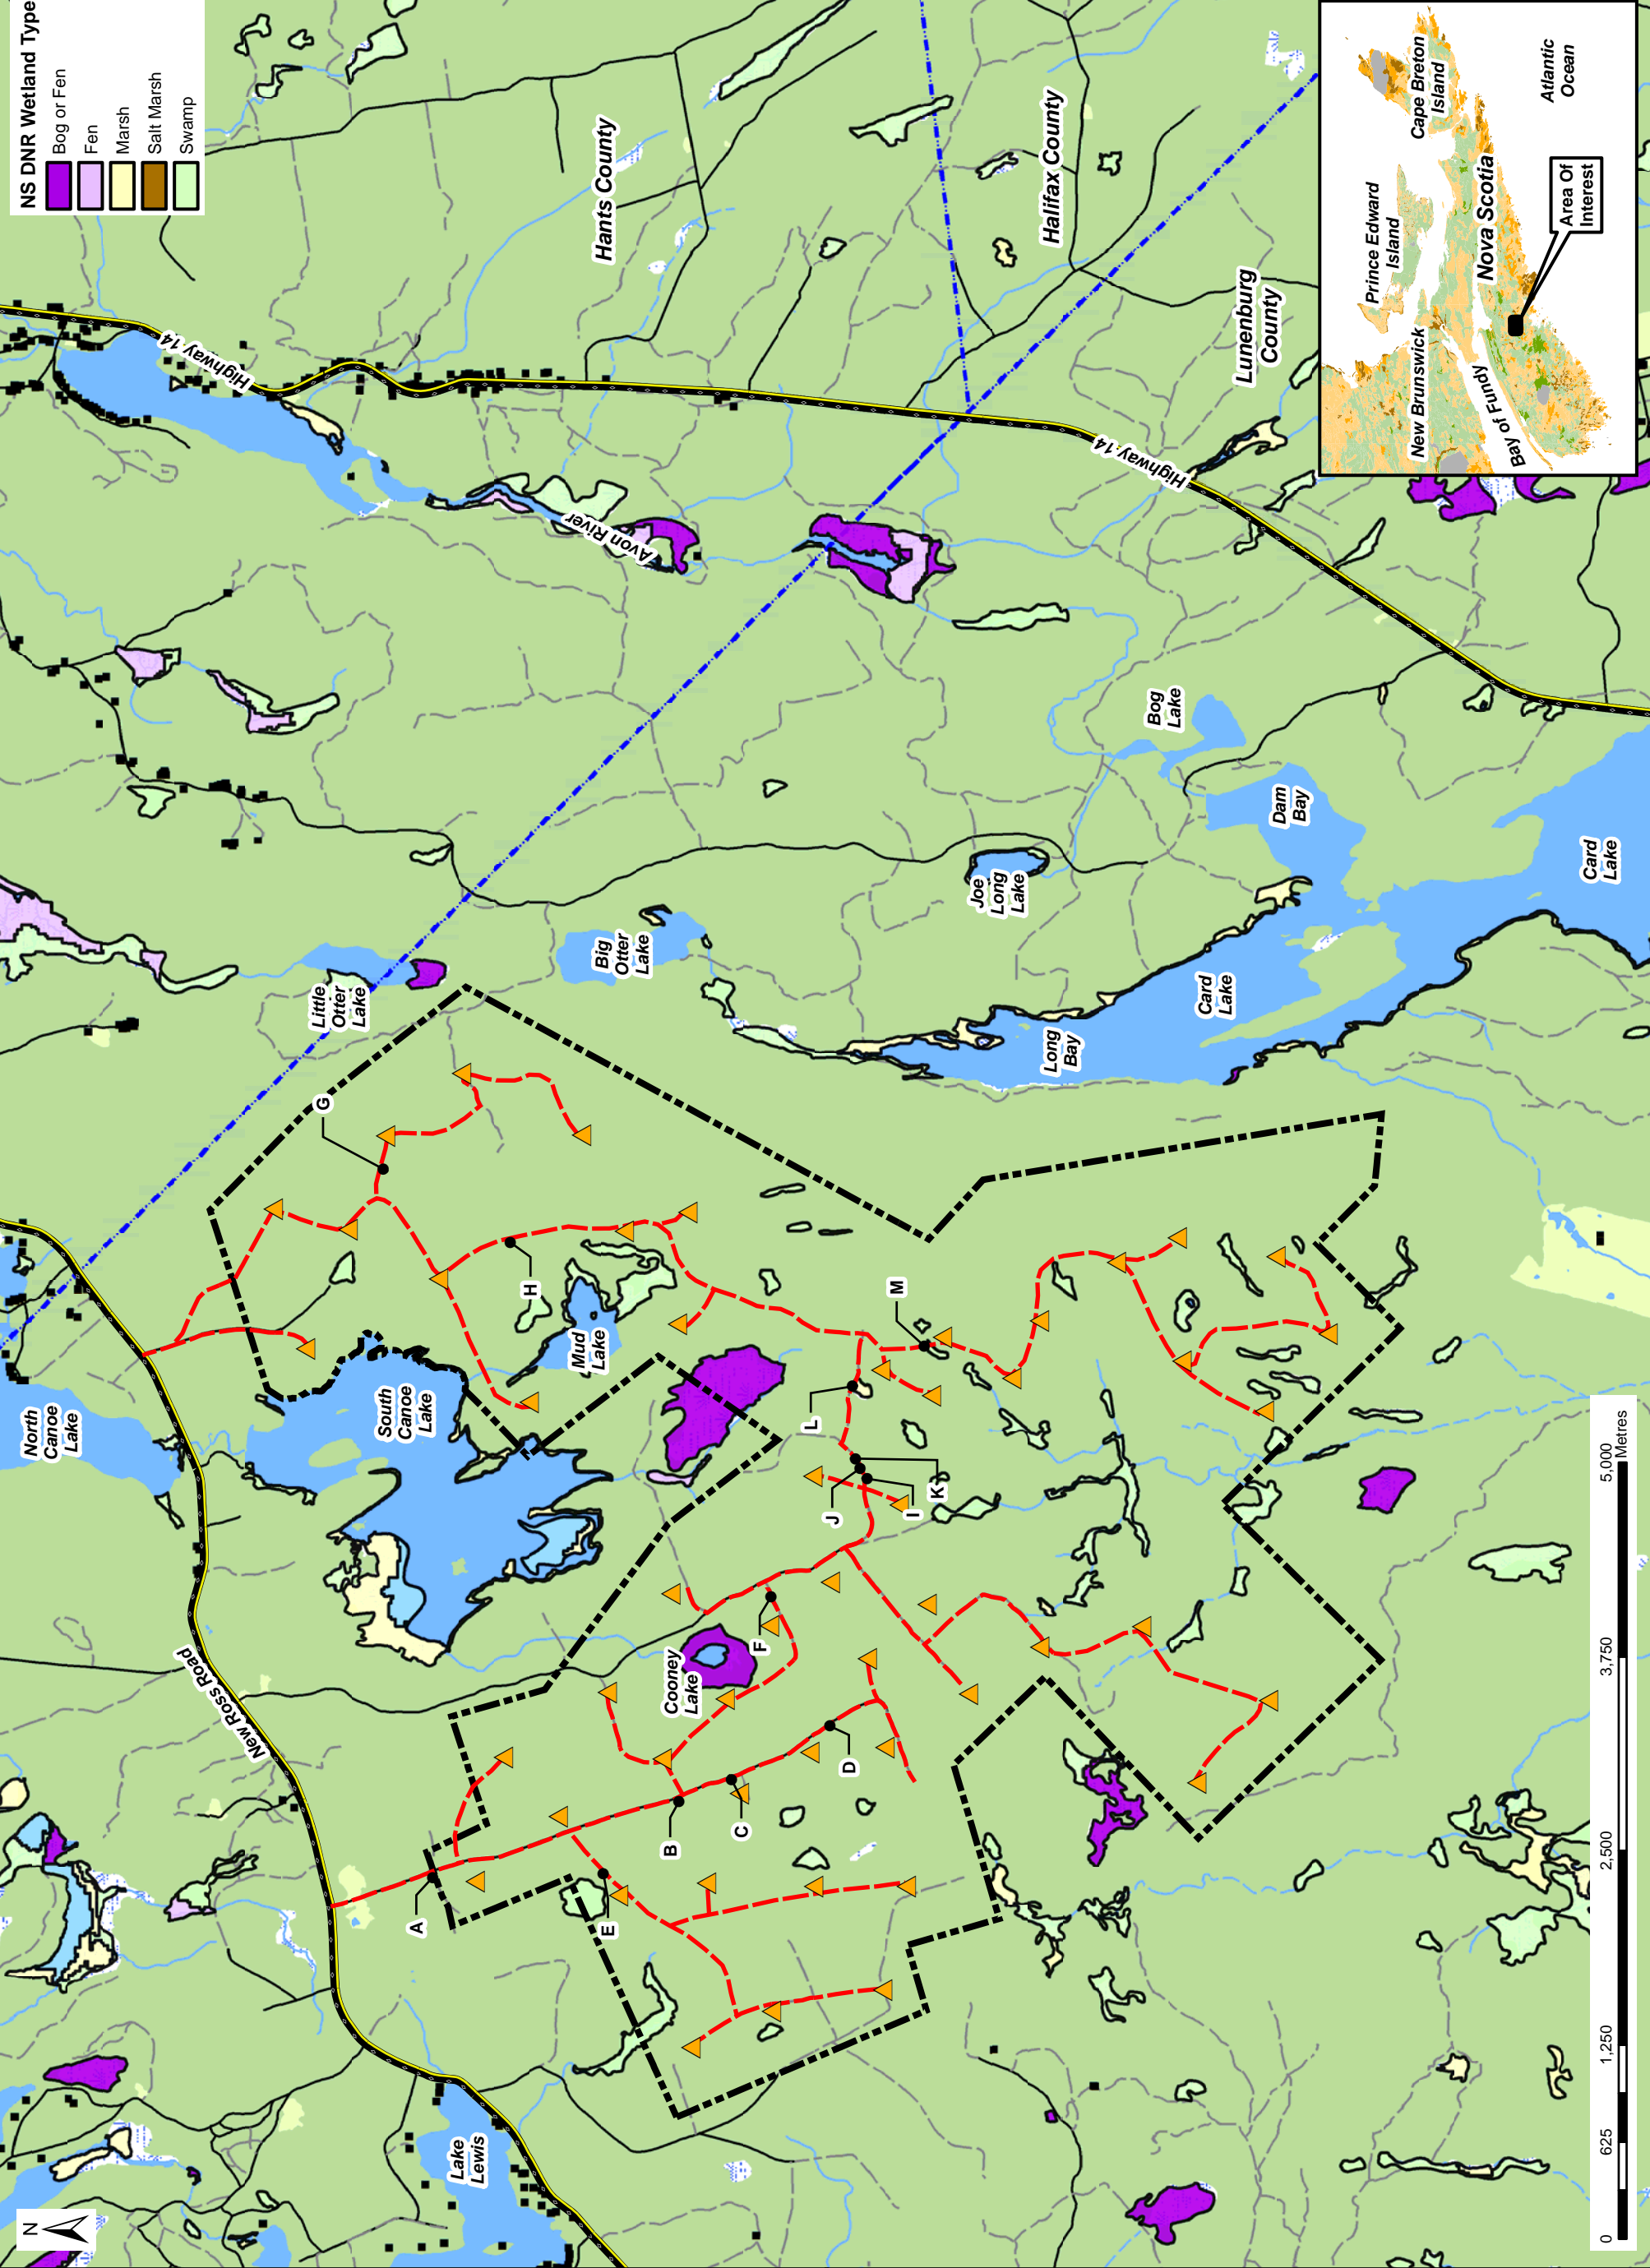 NS DNR Wetland Type
Bog or Fen
Fen
Marsh
Salt Marsh
Swamp
N
North
Canoe
Lake
South
Canoe
Lake
New Ross Road
Lake
Lewis
Little
Otter
Lake
Big
Otter
Lake
Mud
Lake
Cooney
Lake
Highway 14
Avon River
Hants County
Halifax County
Lunenburg
County
Highway 14
Joe
Long
Lake
Bog
Lake
Dam
Bay
Card
Lake
Long
Bay
Card
Lake
A
B
C
D
E
F
G
H
I
J
K
L
M
0
625
1,250
2,500
3,750
5,000
Metres
Prince Edward
Island
Cape Breton
Island
New Brunswick
Nova Scotia
Bay of Fundy
Atlantic
Ocean
Area Of
Interest